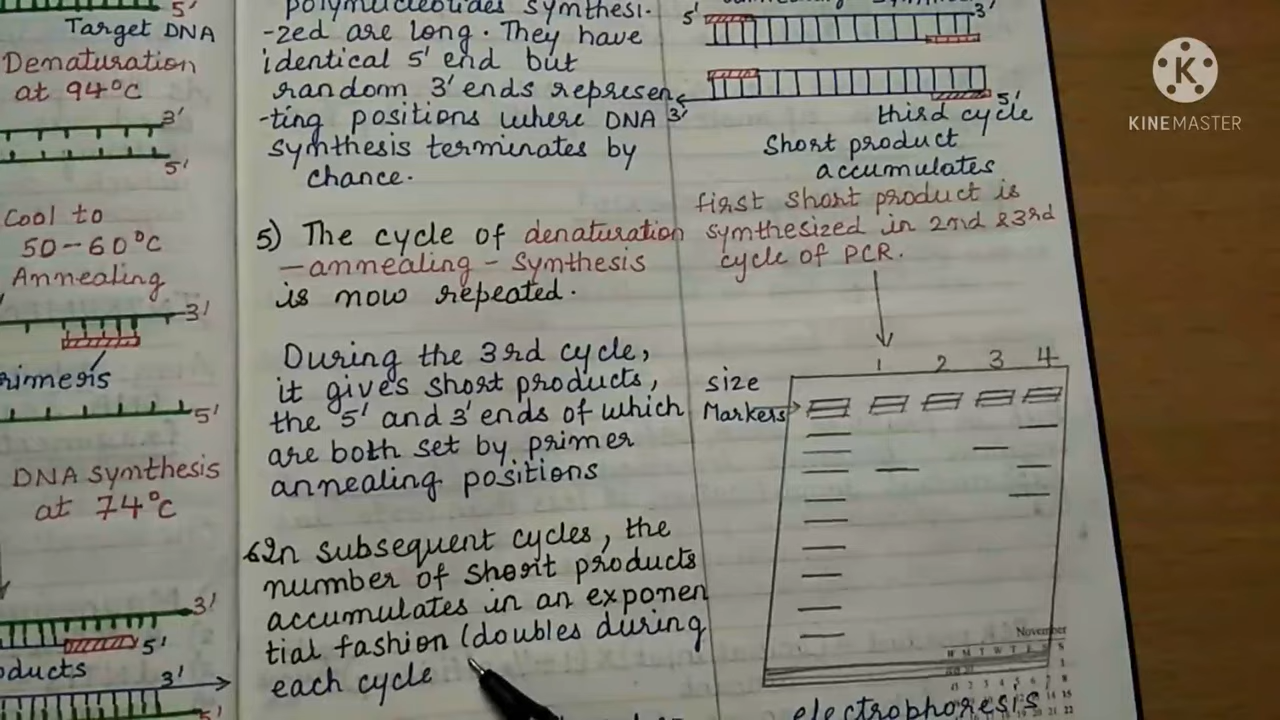 5'
Target DNA
Denaturation
at 94°C
3'
5'
Cool to
50-60°C
Annealing
3'
5'
DNA synthesis
at 74°C
3'
5'
3'
5'
polynucleotides synthesi-
-zed are long. They have
identical 5' end but
random 3' ends represen
-ting positions where DNA
synthesis terminates by
chance.
5) The cycle of denaturation
-annealing - synthesis
is now repeated.
During the 3rd cycle,
it gives short products,
the 5' and 3' ends of which
are both set by primer
annealing positions
6 In subsequent cycles, the
number of short products
accumulates in an exponen
tial fashion (doubles during
each cycle
5'
3'
3'
5'
third cycle
Short product
accumulates
first short product is
synthesized in 2nd & 3rd
cycle of PCR.
1 2 3 4
size
Markers
November
electrophoresis
K
KINEMASTER